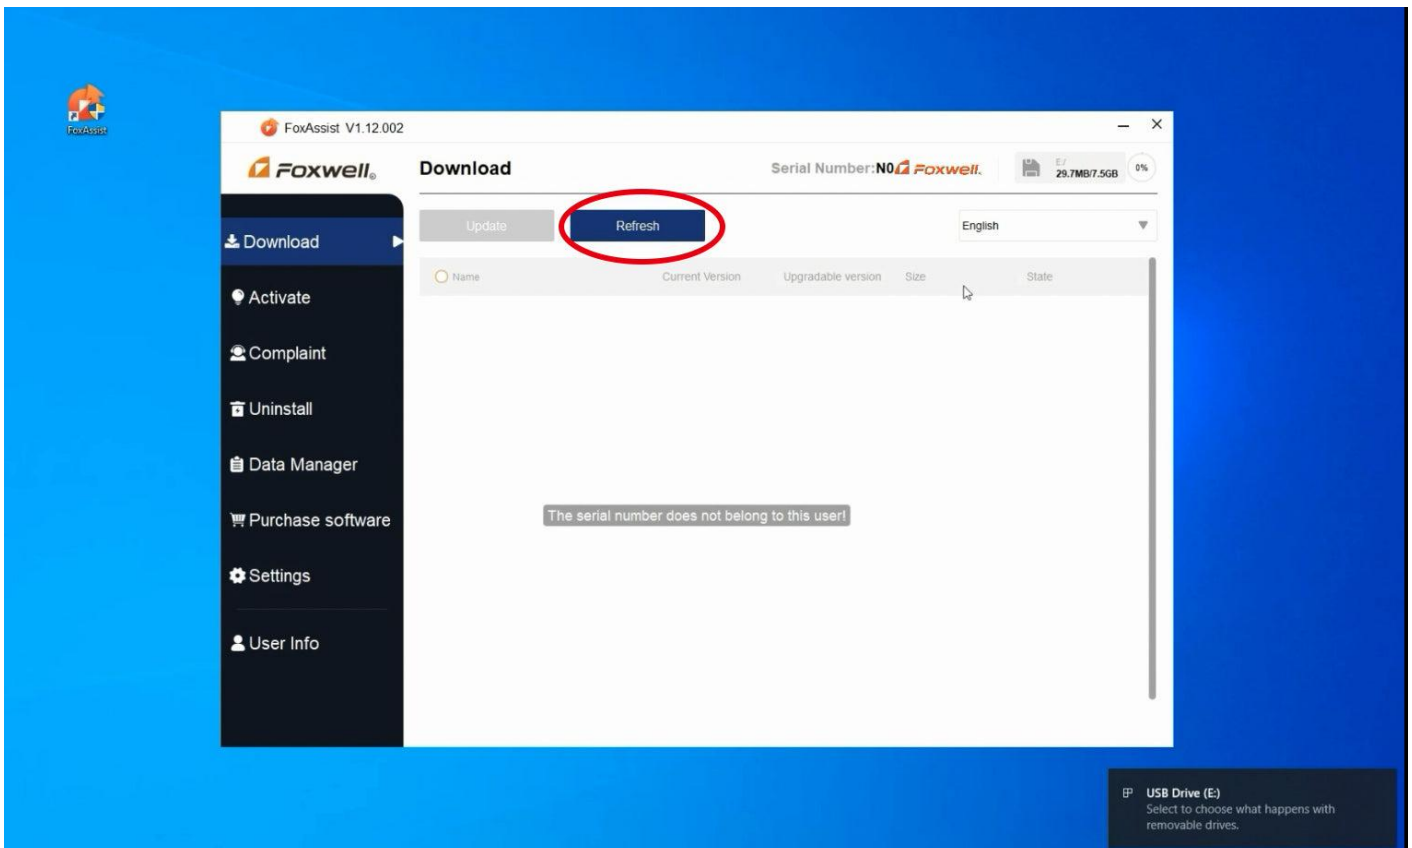 FoxAssist
FoxAssist V1.12.002
Foxwell®
Download
Serial Number:N0 Foxwell.
E:/
29.7MB/7.5GB
0%
Update
Refresh
English
Download
Name
Current Version
Upgradable version
Size
State
Activate
Complaint
Uninstall
Data Manager
The serial number does not belong to this user!
Purchase software
Settings
User Info
USB Drive (E:)
Select to choose what happens with
removable drives.